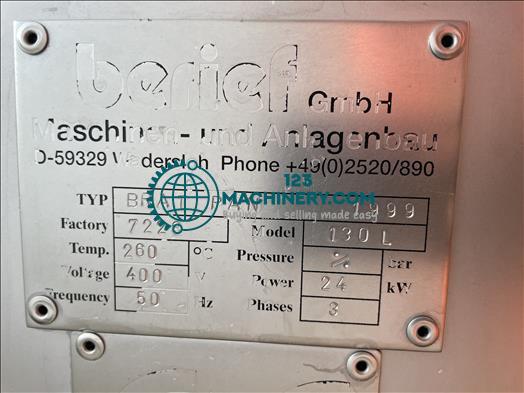 berief GmbH
Maschinen- und Anlagenbau
D-59329 Wadersloh Phone +49(0)2520/890
123
MACHINERY.COM
Buying and selling made easy
TYP 1999
Factory 72 Model 130 L
Temp. 260 °C Pressure % bar
Voltage 400 V Power 24 kW
Frequency 50 Hz Phases 3